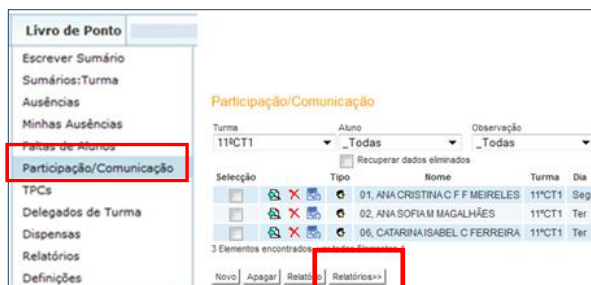 Livro de Ponto
Escrever Sumário
Sumários:Turma
Ausências
Minhas Ausências
Faltas de Alunos
Participação/Comunicação
TPCs
Delegados de Turma
Dispensas
Relatórios
Definições
Participação/Comunicação
Turma Aluno Observação
11ºCT1 _Todas _Todas
Recuperar dados eliminados
Selecção Tipo Nome Turma Dia
01, ANA CRISTINA C F F MEIRELES 11ºCT1 Seg
02, ANA SOFIA M MAGALHÃES 11ºCT1 Ter
06, CATARINA ISABEL C FERREIRA 11ºCT1 Ter
3 Elementos encontrados, ver todos Elementos
Novo Apagar Relatório Relatórios>>